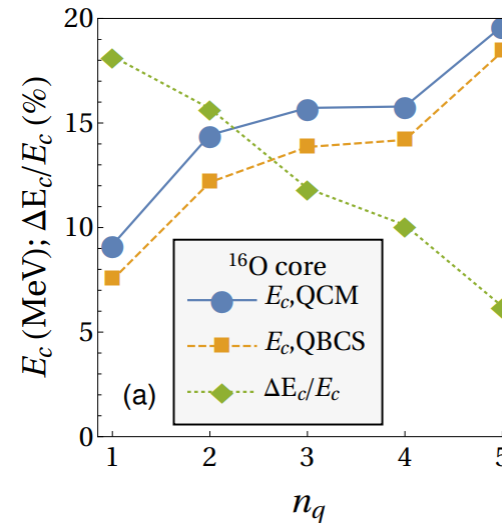 E_c (MeV); ΔE_c/E_c (%)
20
15
10
5
0
¹⁶O core
E_c,QCM
E_c,QBCS
ΔE_c/E_c
(a)
1 2 3 4 5
n_q